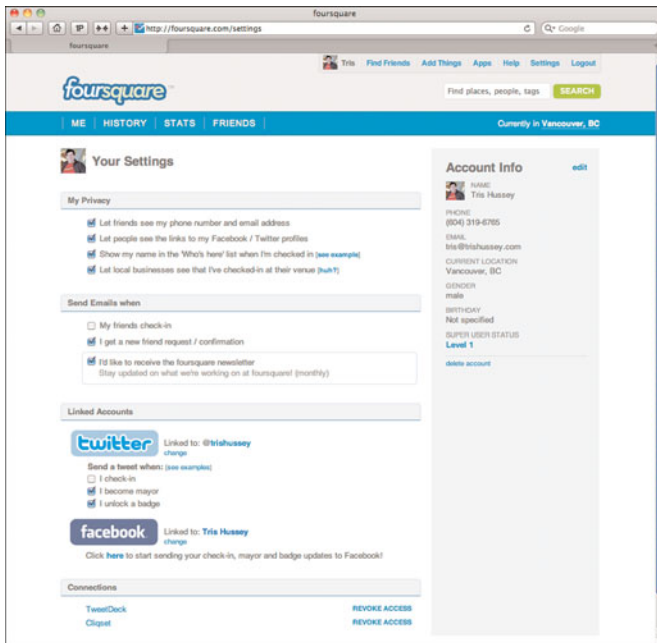 foursquare
1P
http://foursquare.com/settings
Google
foursquare
Tris Find Friends Add Things Apps Help Settings Logout
foursquare™
Find places, people, tags SEARCH
ME HISTORY STATS FRIENDS
Currently in Vancouver, BC
Your Settings
My Privacy
Let friends see my phone number and email address
Let people see the links to my Facebook / Twitter profiles
Show my name in the 'Who's here' list when I'm checked in [see example]
Let local businesses see that I've checked-in at their venue [huh?]
Send Emails when
My friends check-in
I get a new friend request / confirmation
I'd like to receive the foursquare newsletter
Stay updated on what we're working on at foursquare! (monthly)
Linked Accounts
twitter
Linked to: @trishussey
change
Send a tweet when: [see examples]
I check-in
I become mayor
I unlock a badge
facebook
Linked to: Tris Hussey
change
Click here to start sending your check-in, mayor and badge updates to Facebook!
Connections
TweetDeck REVOKE ACCESS
Cliqset REVOKE ACCESS
Account Info edit
NAME
Tris Hussey
PHONE
(604) 319-6765
EMAIL
tris@trishussey.com
CURRENT LOCATION
Vancouver, BC
GENDER
male
BIRTHDAY
Not specified
SUPER USER STATUS
Level 1
delete account